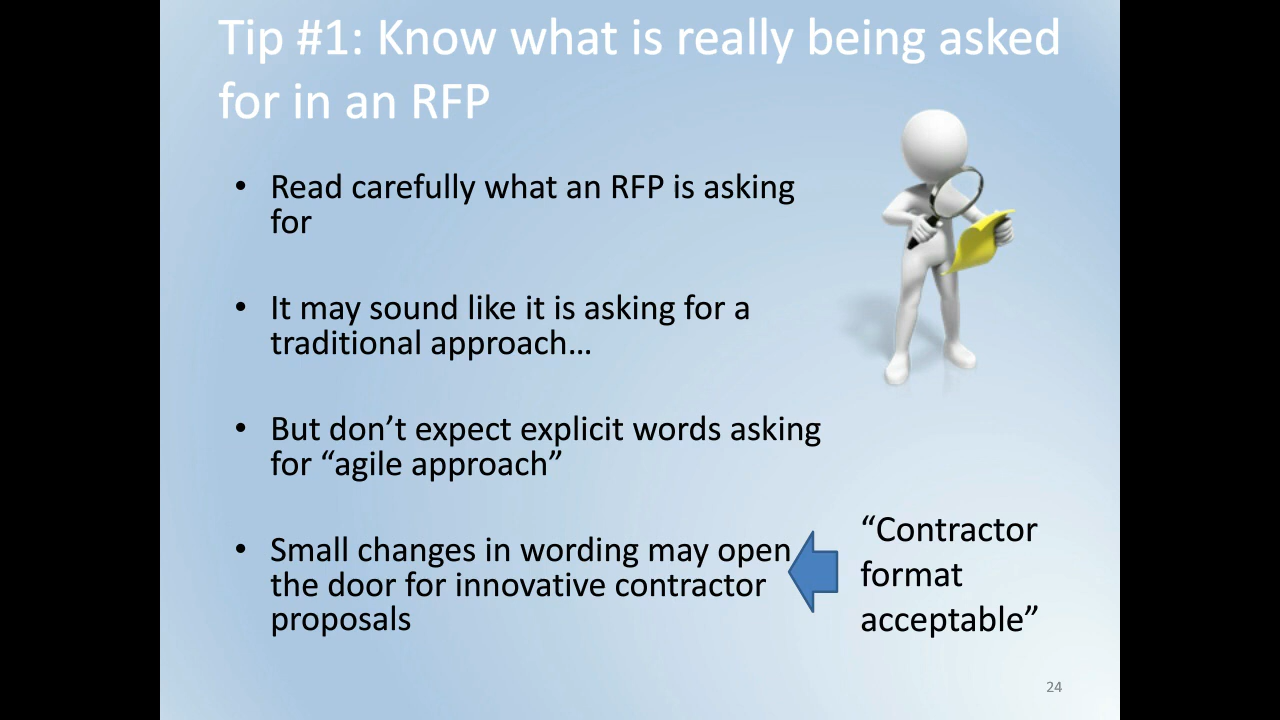 Tip #1: Know what is really being asked
for in an RFP
• Read carefully what an RFP is asking
for
• It may sound like it is asking for a
traditional approach…
• But don’t expect explicit words asking
for “agile approach”
• Small changes in wording may open
the door for innovative contractor
proposals
“Contractor
format
acceptable”
24